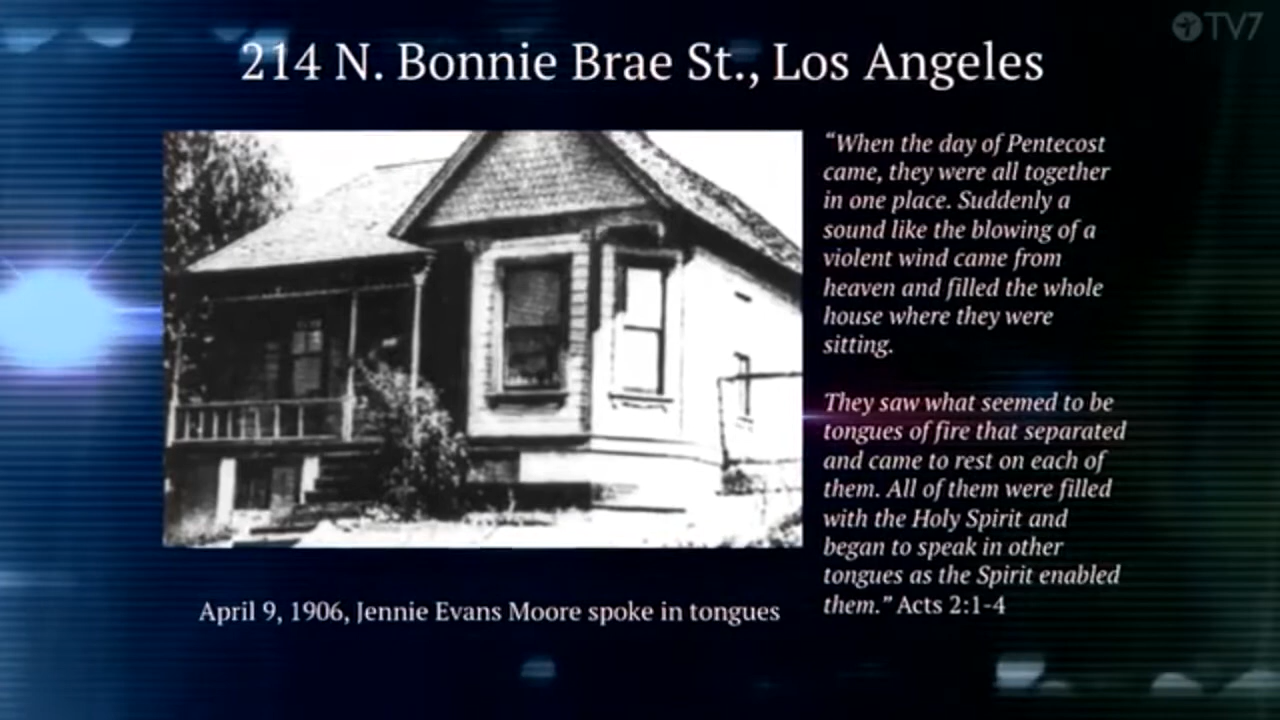 TV7
214 N. Bonnie Brae St., Los Angeles
“When the day of Pentecost
came, they were all together
in one place. Suddenly a
sound like the blowing of a
violent wind came from
heaven and filled the whole
house where they were
sitting.
They saw what seemed to be
tongues of fire that separated
and came to rest on each of
them. All of them were filled
with the Holy Spirit and
began to speak in other
tongues as the Spirit enabled
them.” Acts 2:1-4
April 9, 1906, Jennie Evans Moore spoke in tongues